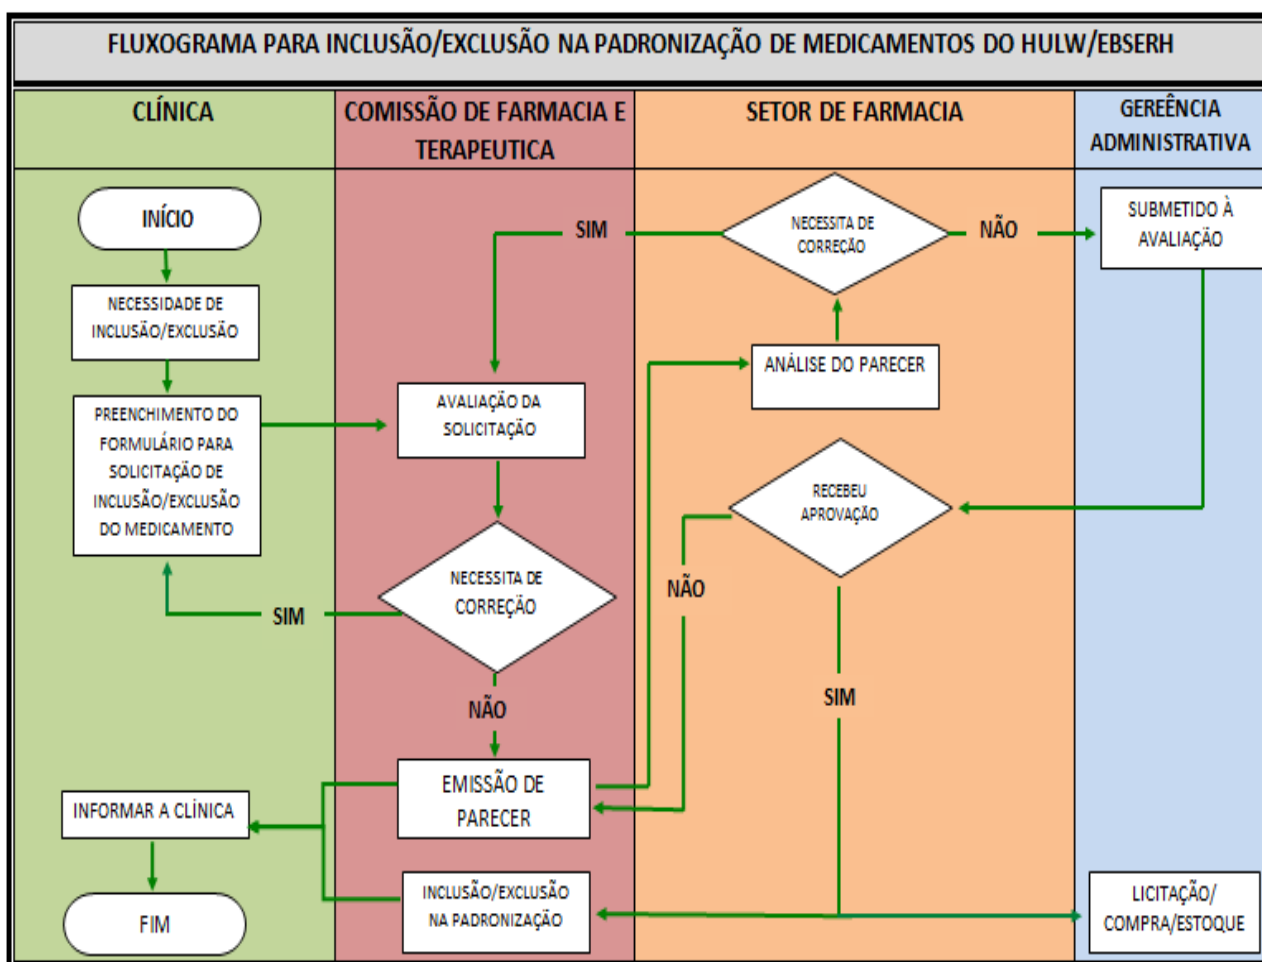 FLUXOGRAMA PARA INCLUSÃO/EXCLUSÃO NA PADRONIZAÇÃO DE MEDICAMENTOS DO HULW/EBSERH
CLÍNICA
COMISSÃO DE FARMACIA E
TERAPEUTICA
SETOR DE FARMACIA
GEREÊNCIA
ADMINISTRATIVA
INÍCIO
NECESSIDADE DE
INCLUSÃO/EXCLUSÃO
PREENCHIMENTO DO
FORMULÁRIO PARA
SOLICITAÇÃO DE
INCLUSÃO/EXCLUSÃO
DO MEDICAMENTO
SIM
INFORMAR A CLÍNICA
FIM
SIM
AVALIAÇÃO DA
SOLICITAÇÃO
NECESSITA DE
CORREÇÃO
NÃO
EMISSÃO DE
PARECER
INCLUSÃO/EXCLUSÃO
NA PADRONIZAÇÃO
NECESSITA DE
CORREÇÃO
NÃO
ANÁLISE DO PARECER
RECEBEU
APROVAÇÃO
NÃO
SIM
SUBMETIDO À
AVALIAÇÃO
LICITAÇÃO/
COMPRA/ESTOQUE